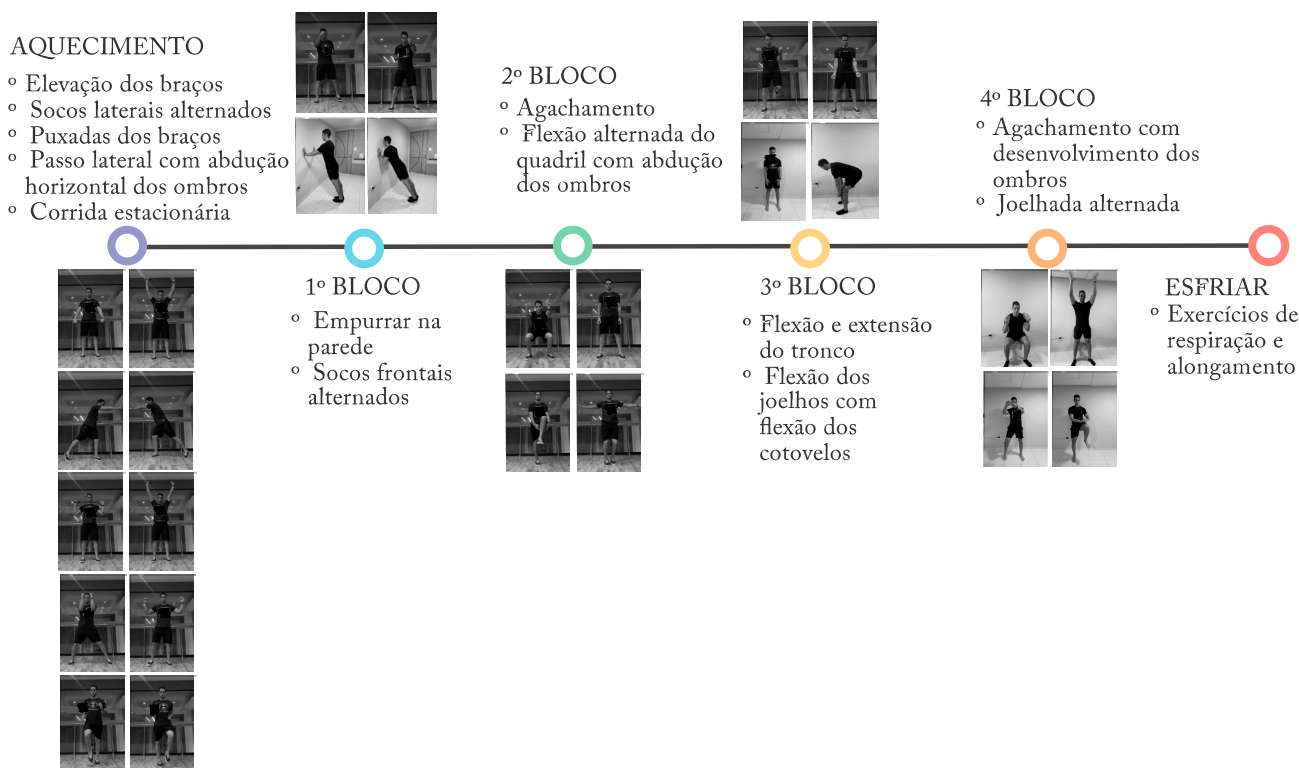 AQUECIMENTO
º Elevação dos braços
º Socos laterais alternados
º Puxadas dos braços
º Passo lateral com abdução
horizontal dos ombros
º Corrida estacionária
1º BLOCO
º Empurrar na
parede
º Socos frontais
alternados
2º BLOCO
º Agachamento
º Flexão alternada do
quadril com abdução
dos ombros
3º BLOCO
º Flexão e extensão
do tronco
º Flexão dos
joelhos com
flexão dos
cotovelos
4º BLOCO
º Agachamento com
desenvolvimento dos
ombros
º Joelhada alternada
ESFRIAR
º Exercícios de
respiração e
alongamento